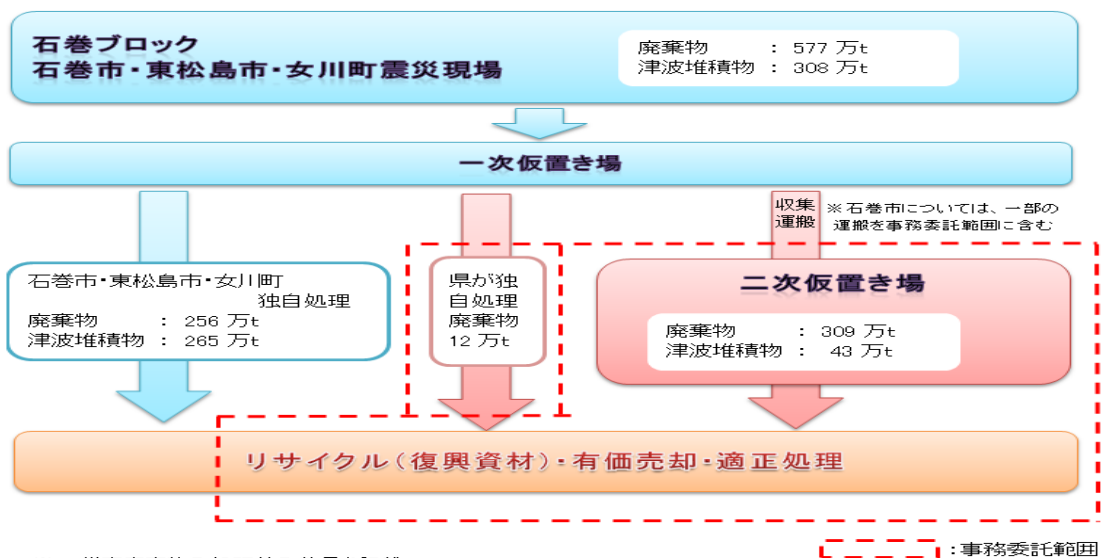 石巻ブロック
石巻市・東松島市・女川町震災現場
廃棄物　　　： 577 万t
津波堆積物 ： 308 万t
一次仮置き場
収集
運搬
※石巻市については、一部の
運搬を事務委託範囲に含む
石巻市・東松島市・女川町
独自処理
廃棄物　　　： 256 万t
津波堆積物 ： 265 万t
県が独
自処理
廃棄物
12 万t
二次仮置き場
廃棄物　　　： 309 万t
津波堆積物 ： 43 万t
リサイクル（復興資材）・有価売却・適正処理
：事務委託範囲